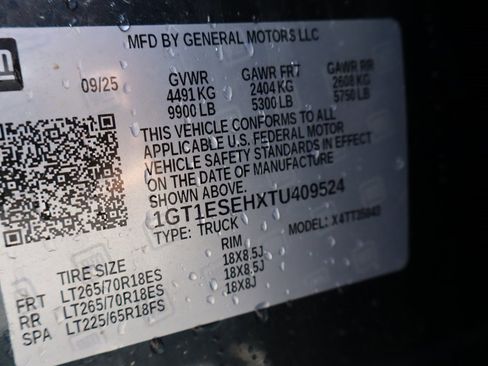 MFD BY GENERAL MOTORS LLC
09/25 GVWR GAWR FRT GAWR RR
4491 KG 2404 KG 2608 KG
9900 LB 5300 LB 5750 LB
THIS VEHICLE CONFORMS TO ALL
APPLICABLE U.S. FEDERAL MOTOR
VEHICLE SAFETY STANDARDS IN EFFECT
ON THE DATE OF MANUFACTURE
SHOWN ABOVE.
1GT1ESEHXTU409524
TYPE: TRUCK MODEL:
TIRE SIZE RIM
FRT LT265/70R18ES 18X8.5J
RR LT265/70R18ES 18X8.5J
SPA LT225/65R18FS 18X8J